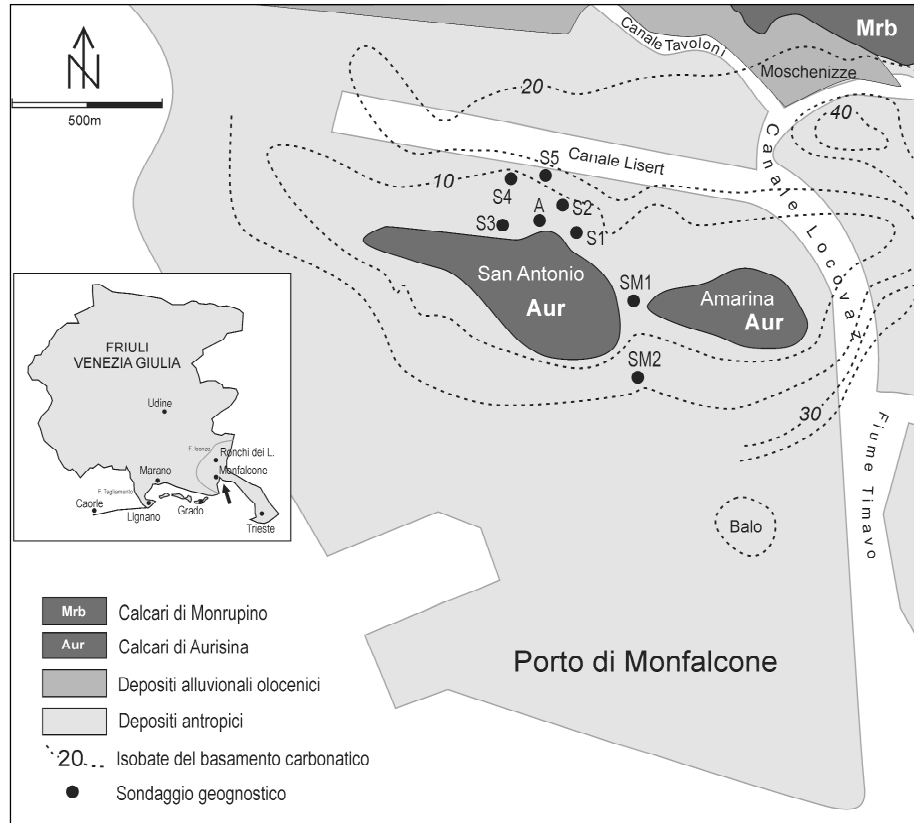 N
500m
Canale Tavoloni
Mrb
Moschenizze
20
40
Canale Lisert
Canale Locovaz
10
S5
S4
S2
A
S3
S1
San Antonio
Aur
SM1
Amarina
Aur
SM2
30
Fiume Timavo
Balo
Porto di Monfalcone
FRIULI
VENEZIA GIULIA
Udine
F. Isonzo
Ronchi dei L.
Monfalcone
Marano
F. Tagliamento
Caorle
Lignano
Grado
Trieste
Mrb Calcari di Monrupino
Aur Calcari di Aurisina
Depositi alluvionali olocenici
Depositi antropici
20 Isobate del basamento carbonatico
Sondaggio geognostico